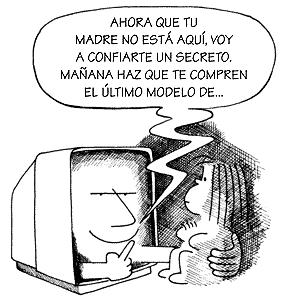 AHORA QUE TU
MADRE NO ESTÁ AQUÍ, VOY
A CONFIARTE UN SECRETO.
MAÑANA HAZ QUE TE COMPREN
EL ÚLTIMO MODELO DE...